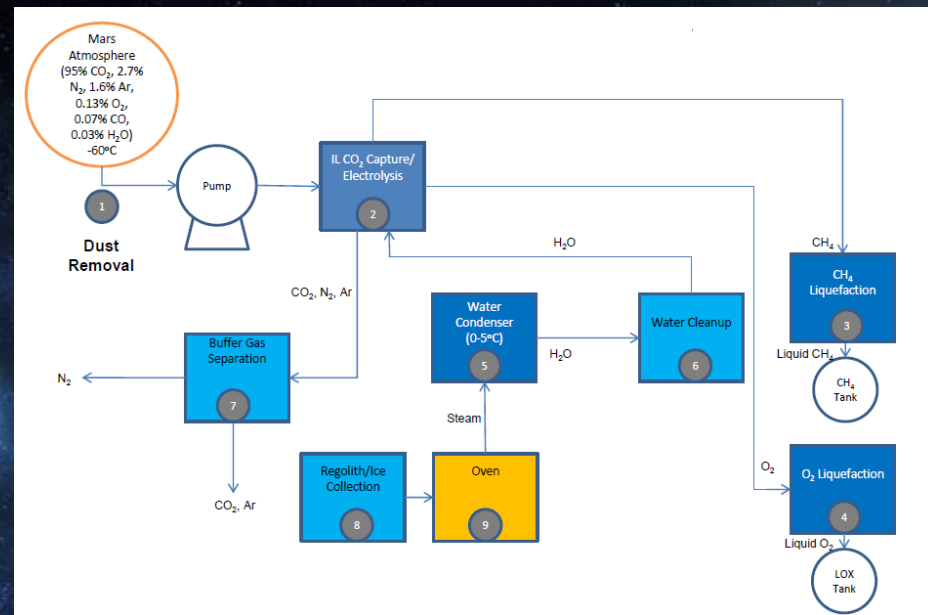 Mars
Atmosphere
(95% CO₂, 2.7%
N₂, 1.6% Ar,
0.13% O₂,
0.07% CO,
0.03% H₂O)
-60ºC
1
Dust
Removal
Pump
IL CO₂ Capture/
Electrolysis
2
CO₂, N₂, Ar
H₂O
CH₄
CH₄
Liquefaction
3
Liquid CH₄
CH₄
Tank
Water
Condenser
(0-5ºC)
5
H₂O
Water Cleanup
6
Buffer Gas
Separation
7
N₂
CO₂, Ar
Steam
Regolith/Ice
Collection
8
Oven
9
O₂
O₂ Liquefaction
4
Liquid O₂
LOX
Tank